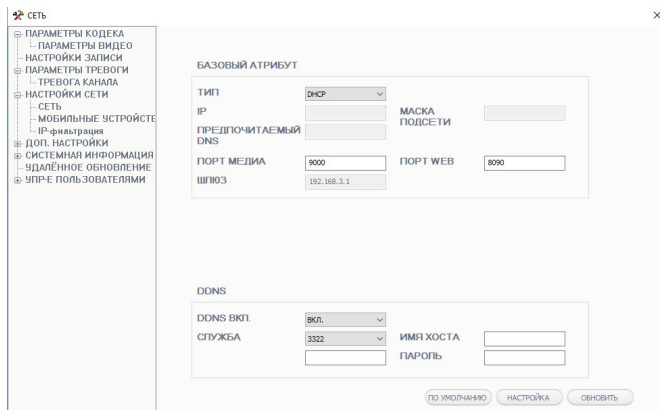 СЕТЬ
ПАРАМЕТРЫ КОДЕКА
ПАРАМЕТРЫ ВИДЕО
НАСТРОЙКИ ЗАПИСИ
ПАРАМЕТРЫ ТРЕВОГИ
ТРЕВОГА КАНАЛА
НАСТРОЙКИ СЕТИ
СЕТЬ
МОБИЛЬНЫЕ УСТРОЙСТЕ
IP-фильтрация
ДОП. НАСТРОЙКИ
СИСТЕМНАЯ ИНФОРМАЦИЯ
УДАЛЁННОЕ ОБНОВЛЕНИЕ
УПР-Е ПОЛЬЗОВАТЕЛЯМИ
БАЗОВЫЙ АТРИБУТ
ТИП DHCP
IP МАСКА ПОДСЕТИ
ПРЕДПОЧИТАЕМЫЙ DNS
ПОРТ МЕДИА 9000 ПОРТ WEB 8090
ШЛЮЗ 192.168.3.1
DDNS
DDNS ВКЛ. ВКЛ.
СЛУЖБА 3322 ИМЯ ХОСТА
ПАРОЛЬ
ПО УМОЛЧАНИЮ НАСТРОЙКА ОБНОВИТЬ